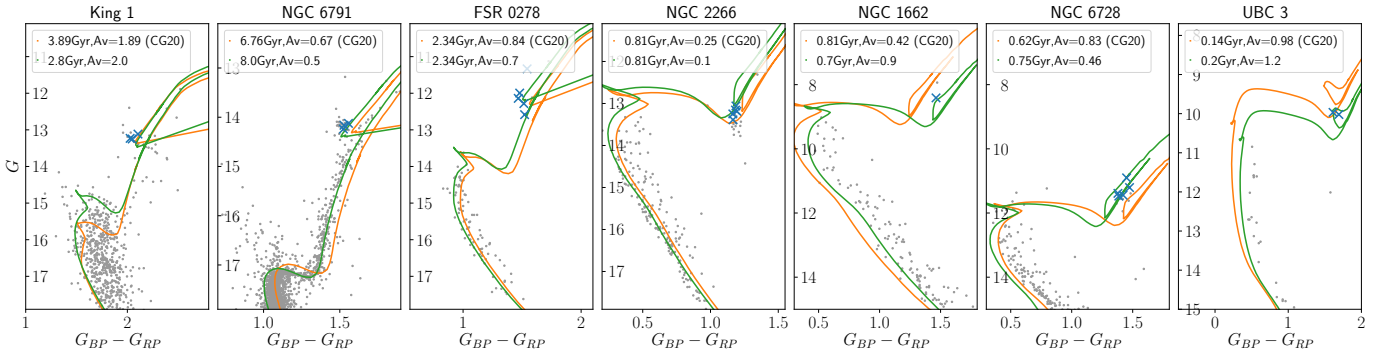 King 1
3.89Gyr,Av=1.89 (CG20)
2.8Gyr,Av=2.0
11
12
13
14
15
16
17
G
1
2
G_BP − G_RP
NGC 6791
6.76Gyr,Av=0.67 (CG20)
8.0Gyr,Av=0.5
13
14
15
16
17
1.0
1.5
G_BP − G_RP
FSR 0278
2.34Gyr,Av=0.84 (CG20)
2.34Gyr,Av=0.7
11
12
13
14
15
16
17
1
2
G_BP − G_RP
NGC 2266
0.81Gyr,Av=0.25 (CG20)
0.81Gyr,Av=0.1
12
13
14
15
16
17
0.5
1.0
1.5
G_BP − G_RP
NGC 1662
0.81Gyr,Av=0.42 (CG20)
0.7Gyr,Av=0.9
8
10
12
14
0.5
1.0
1.5
G_BP − G_RP
NGC 6728
0.62Gyr,Av=0.83 (CG20)
0.75Gyr,Av=0.46
8
10
12
14
0.5
1.0
1.5
G_BP − G_RP
UBC 3
0.14Gyr,Av=0.98 (CG20)
0.2Gyr,Av=1.2
8
9
10
11
12
13
14
15
0
1
2
G_BP − G_RP